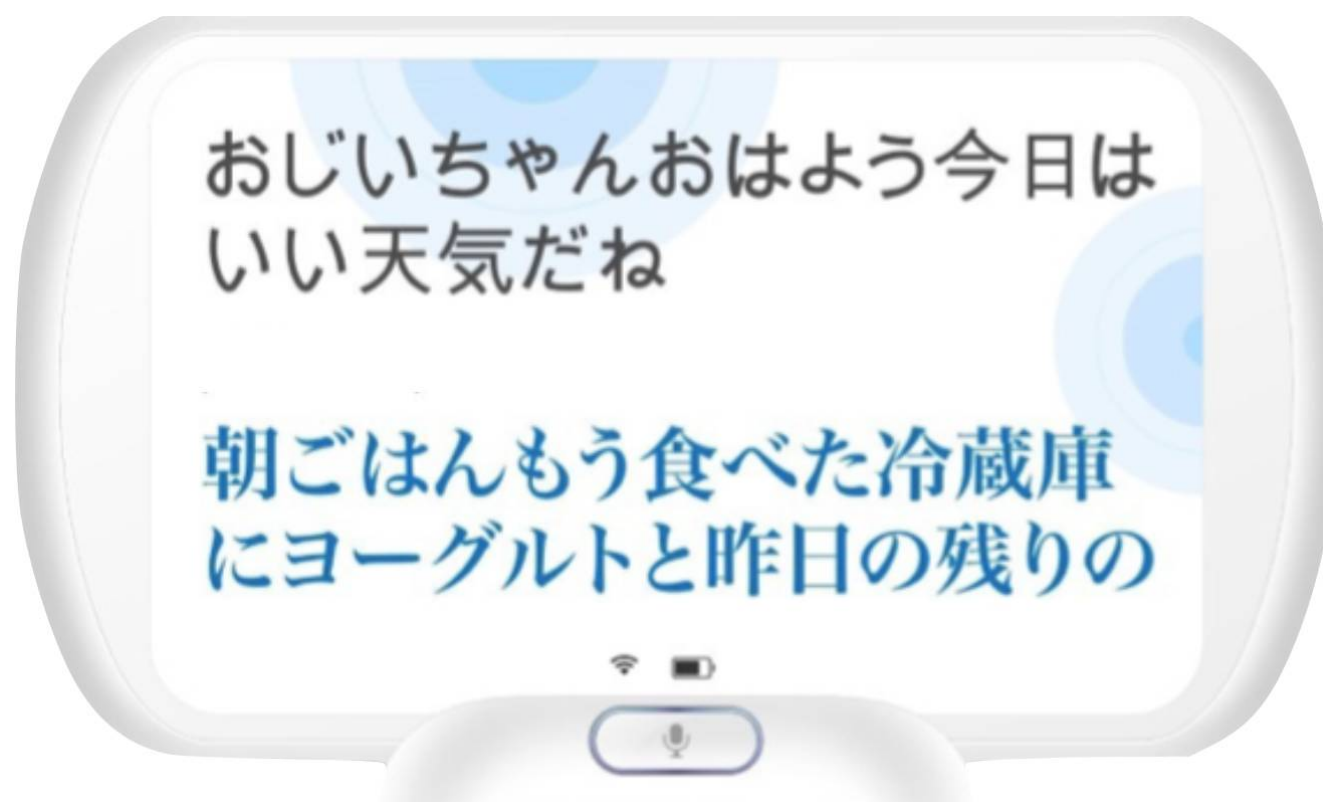 おじいちゃんおはよう今日は
いい天気だね
朝ごはんもう食べた冷蔵庫
にヨーグルトと昨日の残りの